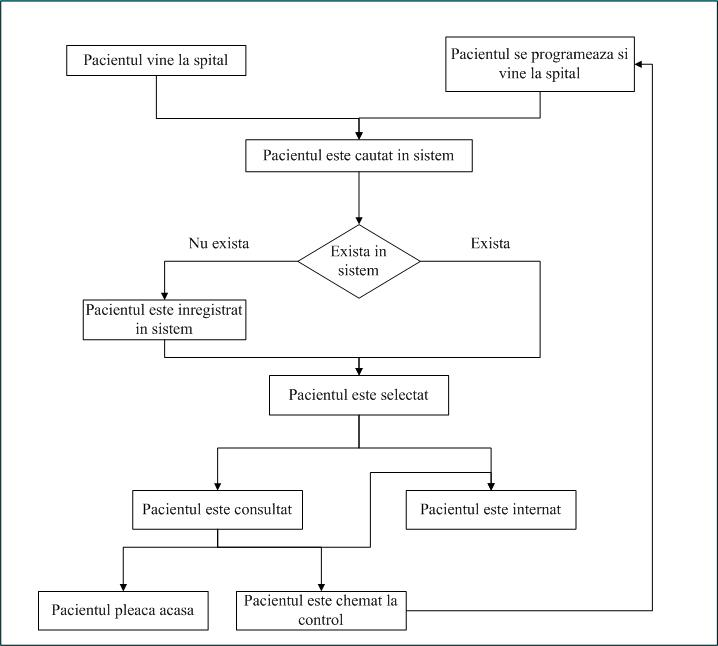 Pacientul vine la spital
Pacientul se programeaza si
vine la spital
Pacientul este cautat in sistem
Nu exista
Exista in
sistem
Exista
Pacientul este inregistrat
in sistem
Pacientul este selectat
Pacientul este consultat
Pacientul este internat
Pacientul pleaca acasa
Pacientul este chemat la
control